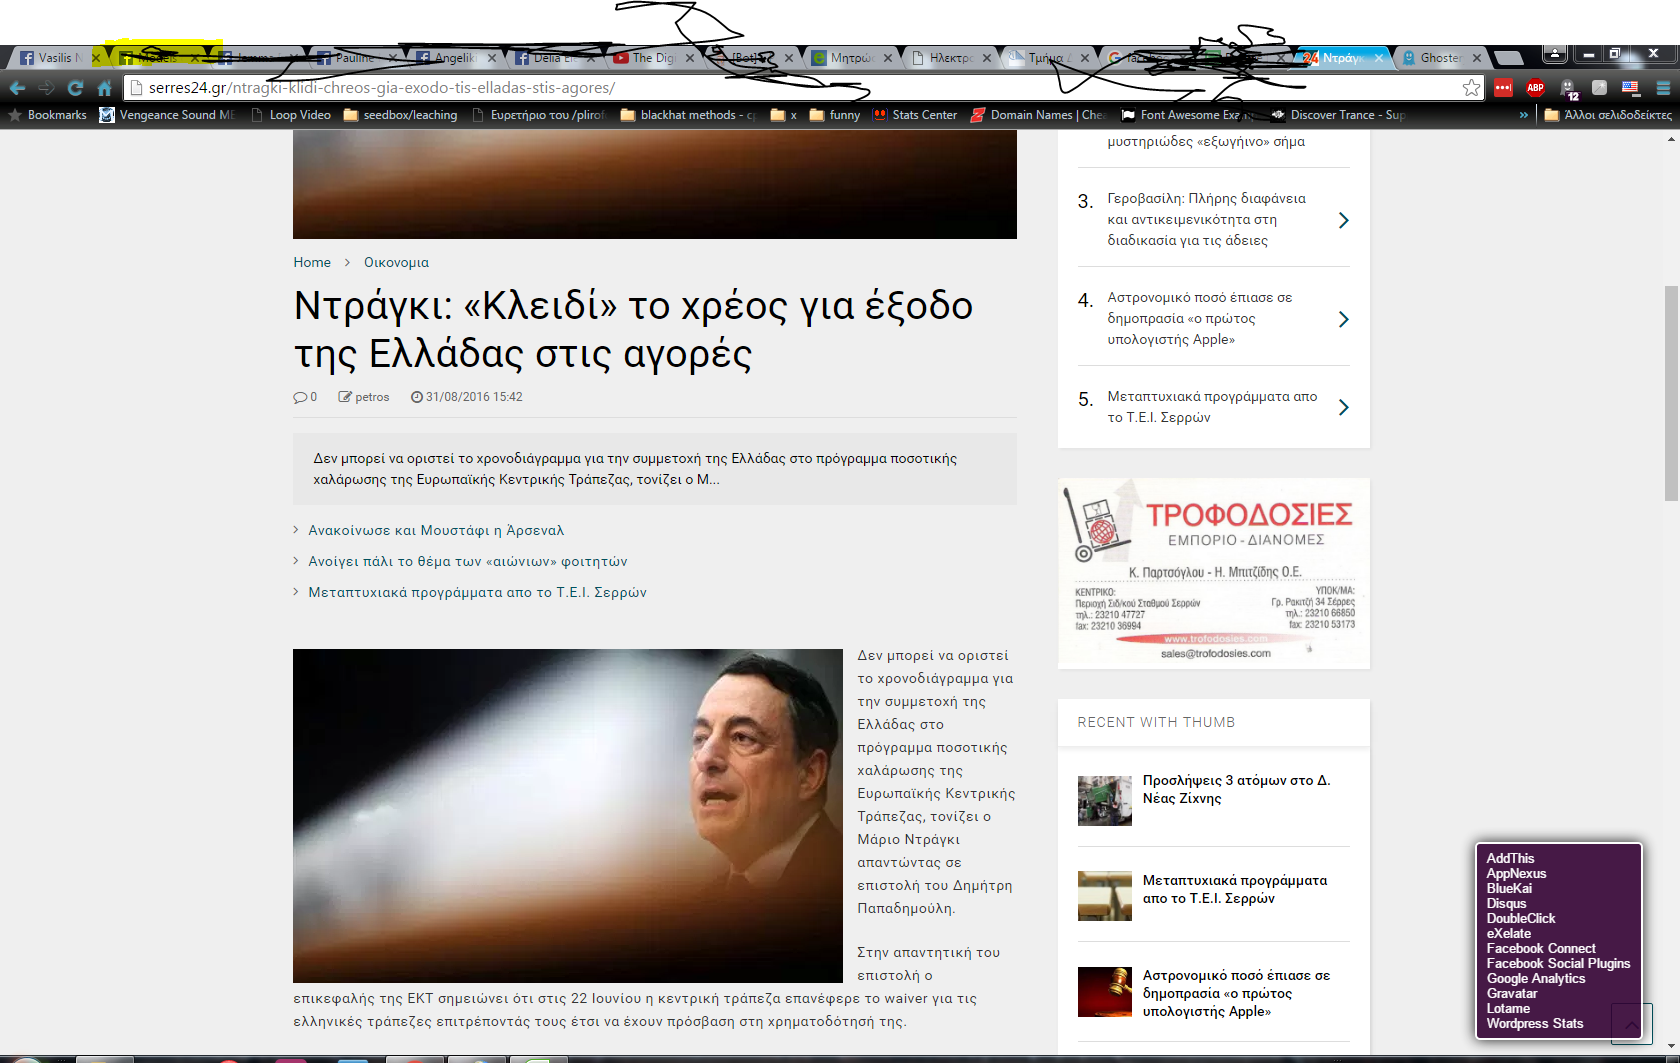 Vasilis N
Models
Pauline
Angelik
Delia El
The Digi
[Bot]
Μητρώο
Ηλεκτρο
Τμήμα
Ντράγκ
Ghoster
serres24.gr/ntragki-klidi-chreos-gia-exodo-tis-elladas-stis-agores/
ABP
12
Bookmarks
Vengeance Sound ME
Loop Video
seedbox/leaching
Ευρετήριο του /plirof
blackhat methods - cp
x
funny
Stats Center
Domain Names | Chea
Font Awesome Exa
Discover Trance - Sup
»
Άλλοι σελιδοδείκτες
μυστηριώδες «εξωγήινο» σήμα
3. Γεροβασίλη: Πλήρης διαφάνεια
και αντικειμενικότητα στη
διαδικασία για τις άδειες
4. Αστρονομικό ποσό έπιασε σε
δημοπρασία «ο πρώτος
υπολογιστής Apple»
5. Μεταπτυχιακά προγράμματα απο
το Τ.Ε.Ι. Σερρών
Home > Οικονομια
Ντράγκι: «Κλειδί» το χρέος για έξοδο
της Ελλάδας στις αγορές
0 petros 31/08/2016 15:42
Δεν μπορεί να οριστεί το χρονοδιάγραμμα για την συμμετοχή της Ελλάδας στο πρόγραμμα ποσοτικής
χαλάρωσης της Ευρωπαϊκής Κεντρικής Τράπεζας, τονίζει ο Μ...
Ανακοίνωσε και Μουστάφι η Άρσεναλ
Ανοίγει πάλι το θέμα των «αιώνιων» φοιτητών
Μεταπτυχιακά προγράμματα απο το Τ.Ε.Ι. Σερρών
Δεν μπορεί να οριστεί
το χρονοδιάγραμμα για
την συμμετοχή της
Ελλάδας στο
πρόγραμμα ποσοτικής
χαλάρωσης της
Ευρωπαϊκής Κεντρικής
Τράπεζας, τονίζει ο
Μάριο Ντράγκι
απαντώντας σε
επιστολή του Δημήτρη
Παπαδημούλη.
Στην απαντητική του
επιστολή ο
επικεφαλής της ΕΚΤ σημειώνει ότι στις 22 Ιουνίου η κεντρική τράπεζα επανέφερε το waiver για τις
ελληνικές τράπεζες επιτρέποντάς τους έτσι να έχουν πρόσβαση στη χρηματοδότησή της.
ΤΡΟΦΟΔΟΣΙΕΣ
ΕΜΠΟΡΙΟ - ΔΙΑΝΟΜΕΣ
Κ. Παρτσόγλου - Η. Μπιτζίδης Ο.Ε.
ΚΕΝΤΡΙΚΟ:
Περιοχή Σιδ/κού Σταθμού Σερρών
τηλ.: 23210 47727
fax: 23210 36994
ΥΠΟΚ/ΜΑ:
Γρ. Ρακιτζή 34 Σέρρες
τηλ.: 23210 66850
fax: 23210 53173
www.trofodosies.com
sales@trofodosies.com
RECENT WITH THUMB
Προσλήψεις 3 ατόμων στο Δ.
Νέας Ζίχνης
Μεταπτυχιακά προγράμματα
απο το Τ.Ε.Ι. Σερρών
Αστρονομικό ποσό έπιασε σε
δημοπρασία «ο πρώτος
υπολογιστής Apple»
AddThis
AppNexus
BlueKai
Disqus
DoubleClick
eXelate
Facebook Connect
Facebook Social Plugins
Google Analytics
Gravatar
Lotame
Wordpress Stats